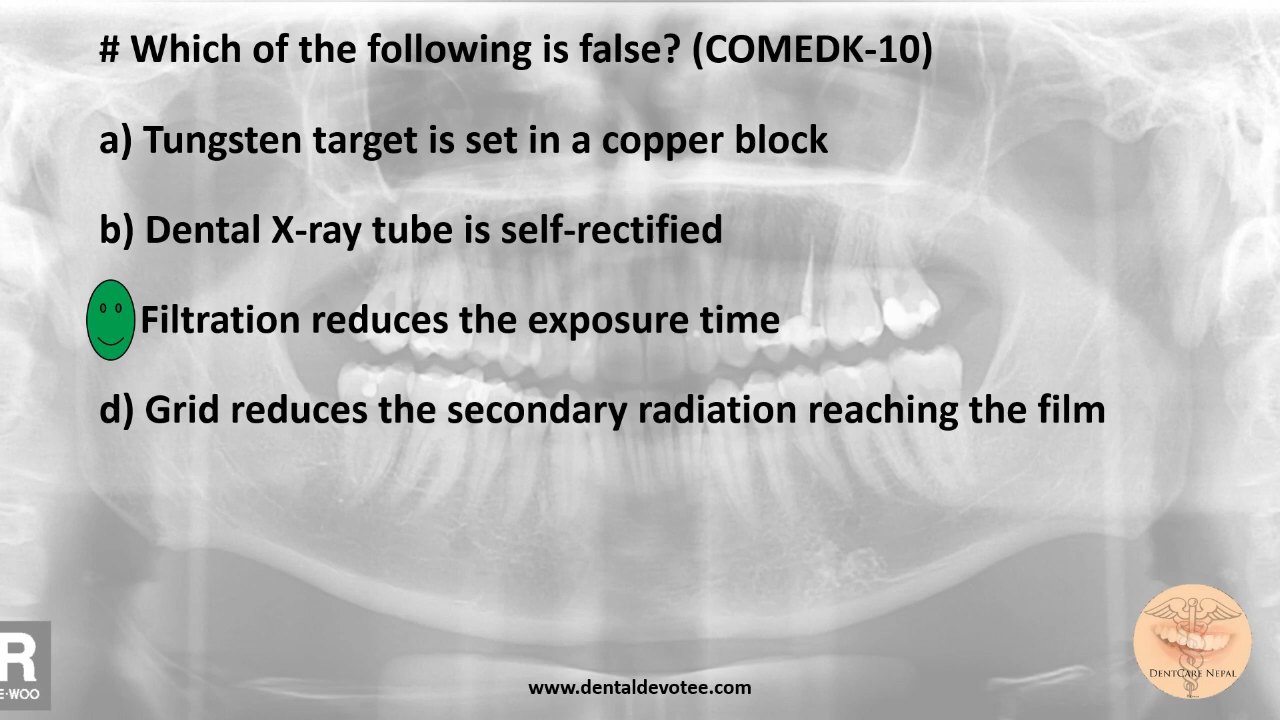 # Which of the following is false? (COMEDK-10)
a) Tungsten target is set in a copper block
b) Dental X-ray tube is self-rectified
Filtration reduces the exposure time
d) Grid reduces the secondary radiation reaching the film
R
E-WOO
DENTCARE NEPAL
www.dentaldevotee.com